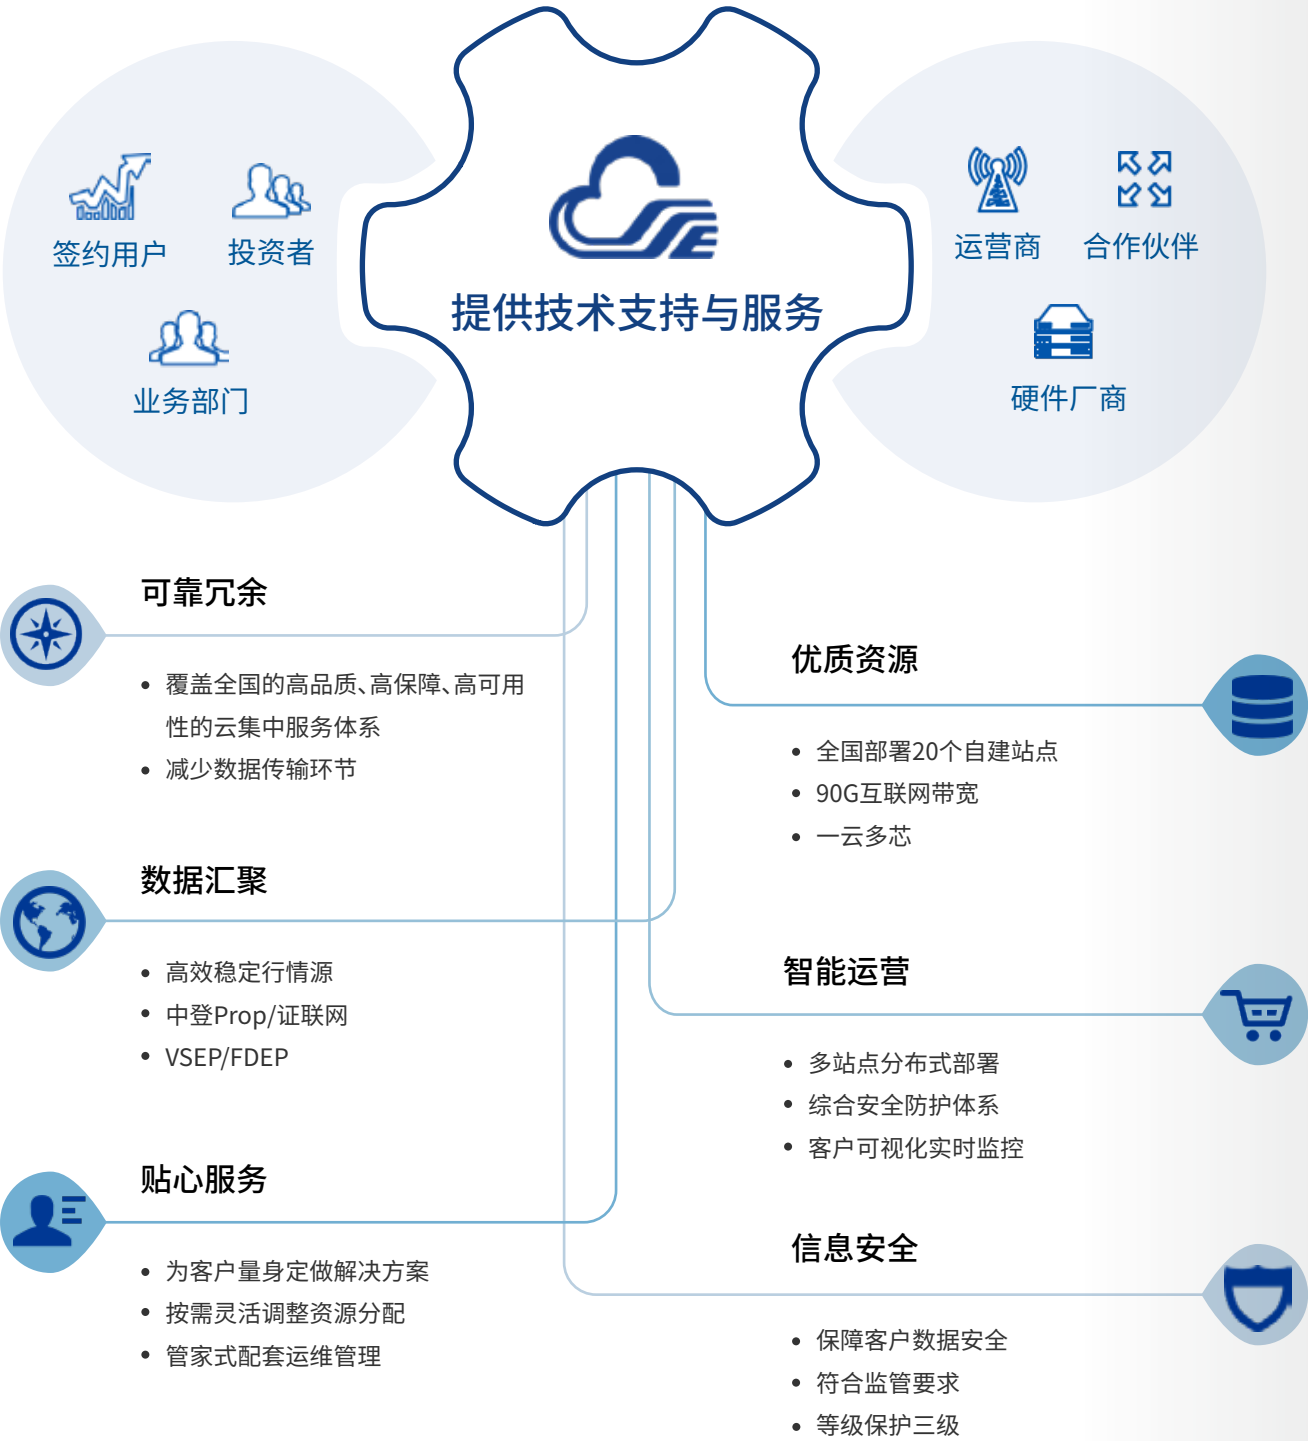 签约用户
投资者
业务部门
提供技术支持与服务
运营商
合作伙伴
硬件厂商
可靠冗余
覆盖全国的高品质、高保障、高可用
性的云集中服务体系
减少数据传输环节
数据汇聚
高效稳定行情源
中登Prop/证联网
VSEP/FDEP
贴心服务
为客户量身定做解决方案
按需灵活调整资源分配
管家式配套运维管理
优质资源
全国部署20个自建站点
90G互联网带宽
一云多芯
智能运营
多站点分布式部署
综合安全防护体系
客户可视化实时监控
信息安全
保障客户数据安全
符合监管要求
等级保护三级